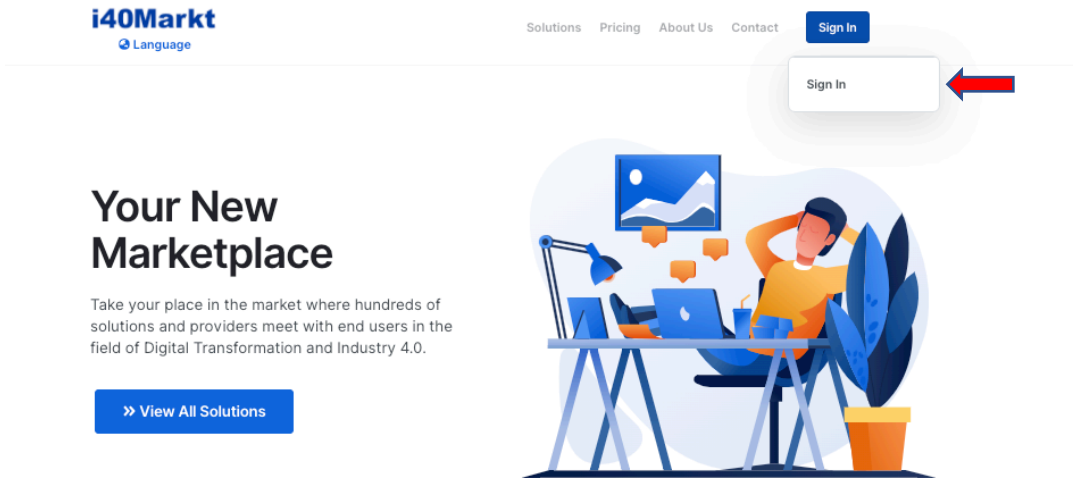 i40Markt
Language
Solutions Pricing About Us Contact Sign In
Sign In
Your New
Marketplace
Take your place in the market where hundreds of
solutions and providers meet with end users in the
field of Digital Transformation and Industry 4.0.
» View All Solutions